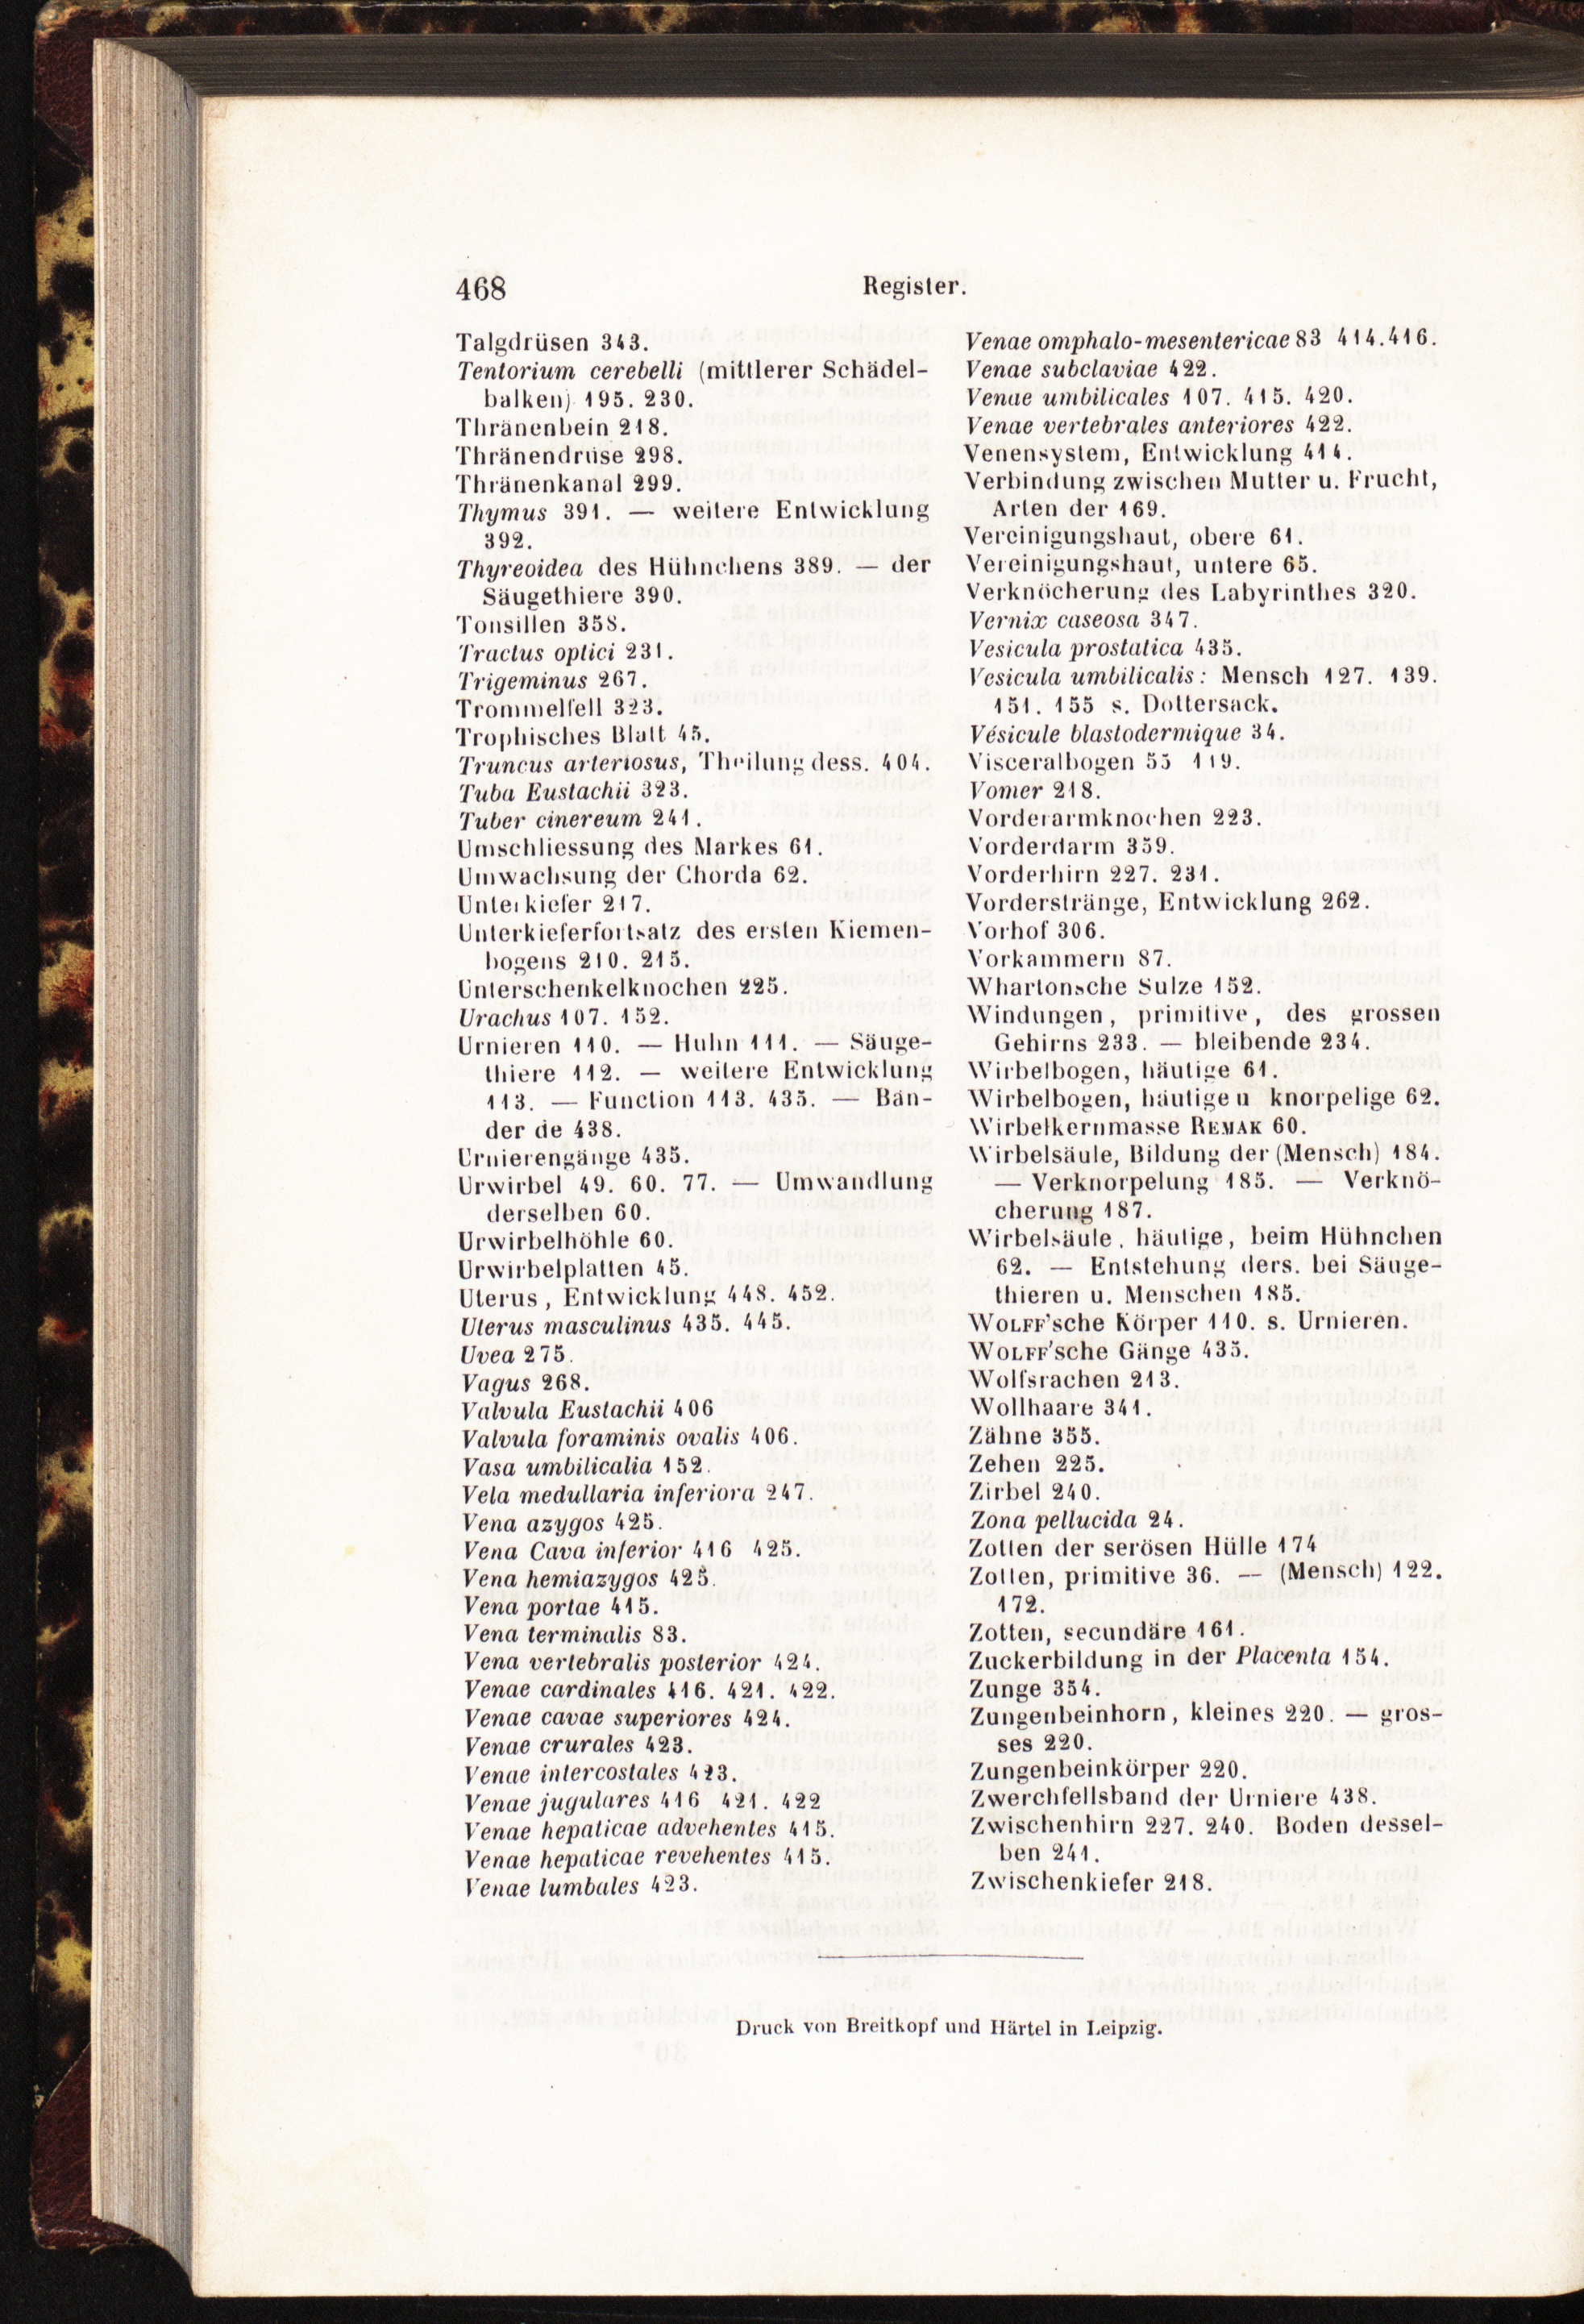 468
Register.
Talgdrüsen 343.
Tentorium cerebelli (mittlerer Schädel-
balken) 195. 230.
Thränenbein 218.
Thränendrüse 298.
Thränenkanal 299.
Thymus 391. — weitere Entwicklung
392.
Thyreoidea des Hühnchens 389. — der
Säugethiere 390.
Tonsillen 358.
Tractus optici 231.
Trigeminus 267.
Trommelfell 323.
Trophisches Blatt 45.
Truncus arteriosus, Theilung dess. 404.
Tuba Eustachii 323.
Tuber cinereum 241.
Umschliessung des Markes 61.
Umwachsung der Chorda 62.
Unterkiefer 217.
Unterkieferfortsatz des ersten Kiemen-
bogens 210. 215.
Unterschenkelknochen 225.
Urachus 107. 152.
Urnieren 110. — Huhn 111. — Säuge-
thiere 112. — weitere Entwicklung
113. — Function 113. 435. — Bän-
der de 438.
Urnierengänge 435.
Urwirbel 49. 60. 77. — Umwandlung
derselben 60.
Urwirbelhöhle 60.
Urwirbelplatten 45.
Uterus, Entwicklung 448. 452.
Uterus masculinus 435. 445.
Uvea 275.
Vagus 268.
Valvula Eustachii 406
Valvula foraminis ovalis 406.
Vasa umbilicalia 152.
Vela medullaria inferiora 247.
Vena azygos 425.
Vena Cava inferior 416 425.
Vena hemiazygos 425.
Vena portae 415.
Vena terminalis 83.
Vena vertebralis posterior 424.
Venae cardinales 416. 421. 422.
Venae cavae superiores 424.
Venae crurales 423.
Venae intercostales 423.
Venae jugulares 416 421. 422
Venae hepaticae advehentes 415.
Venae hepaticae revehentes 415.
Venae lumbales 423.
Venae omphalo-mesentericae 83 414. 416.
Venae subclaviae 422.
Venae umbilicales 107. 415. 420.
Venae vertebrales anteriores 422.
Venensystem, Entwicklung 414.
Verbindung zwischen Mutter u. Frucht,
Arten der 169.
Vereinigungshaut, obere 61.
Vereinigungshaut, untere 65.
Verknöcherung des Labyrinthes 320.
Vernix caseosa 347.
Vesicula prostatica 435.
Vesicula umbilicalis: Mensch 127. 139.
151. 155 s. Dottersack.
Vésicule blastodermique 34.
Visceralbogen 55 119.
Vomer 218.
Vorderarmknochen 223.
Vorderdarm 359.
Vorderhirn 227. 231.
Vorderstränge, Entwicklung 262.
Vorhof 306.
Vorkammern 87.
Whartonsche Sulze 152.
Windungen, primitive, des grossen
Gehirns 233. — bleibende 234.
Wirbelbogen, häutige 61.
Wirbelbogen, häutige u knorpelige 62.
Wirbelkernmasse REMAK 60.
Wirbelsäule, Bildung der (Mensch) 184.
— Verknorpelung 185. — Verknö-
cherung 187.
Wirbelsäule, häutige, beim Hühnchen
62. — Entstehung ders. bei Säuge-
thieren u. Menschen 185.
WOLFF'sche Körper 110. s. Urnieren.
WOLFF'sche Gänge 435.
Wolfsrachen 213.
Wollhaare 341.
Zähne 355.
Zehen 225.
Zirbel 240.
Zona pellucida 24.
Zotten der serösen Hülle 174
Zotten, primitive 36. — (Mensch) 122.
172.
Zotten, secundäre 161.
Zuckerbildung in der Placenta 154.
Zunge 354.
Zungenbeinhorn, kleines 220. — gros-
ses 220.
Zungenbeinkörper 220.
Zwerchfellsband der Urniere 438.
Zwischenhirn 227. 240. Boden dessel-
ben 241.
Zwischenkiefer 218.
Druck von Breitkopf und Härtel in Leipzig.